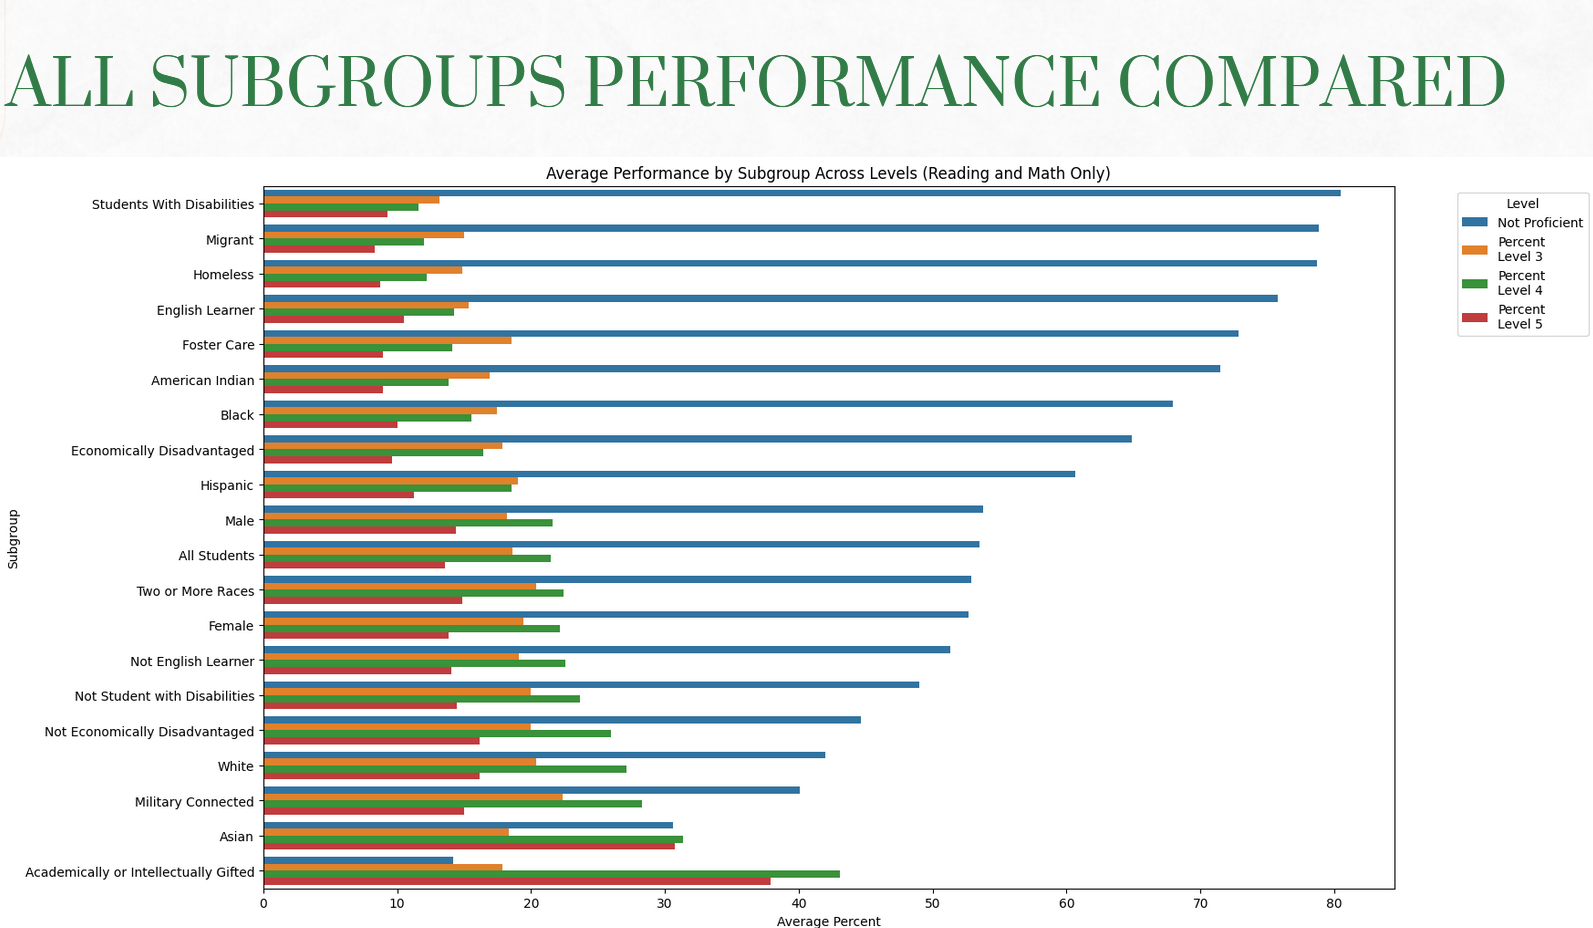 ALL SUBGROUPS PERFORMANCE COMPARED
Average Performance by Subgroup Across Levels (Reading and Math Only)
Students With Disabilities
Migrant
Homeless
English Learner
Foster Care
American Indian
Black
Economically Disadvantaged
Hispanic
Male
All Students
Two or More Races
Female
Not English Learner
Not Student with Disabilities
Not Economically Disadvantaged
White
Military Connected
Asian
Academically or Intellectually Gifted
Subgroup
0 10 20 30 40 50 60 70 80
Average Percent
Level
Not Proficient
Percent
Level 3
Percent
Level 4
Percent
Level 5